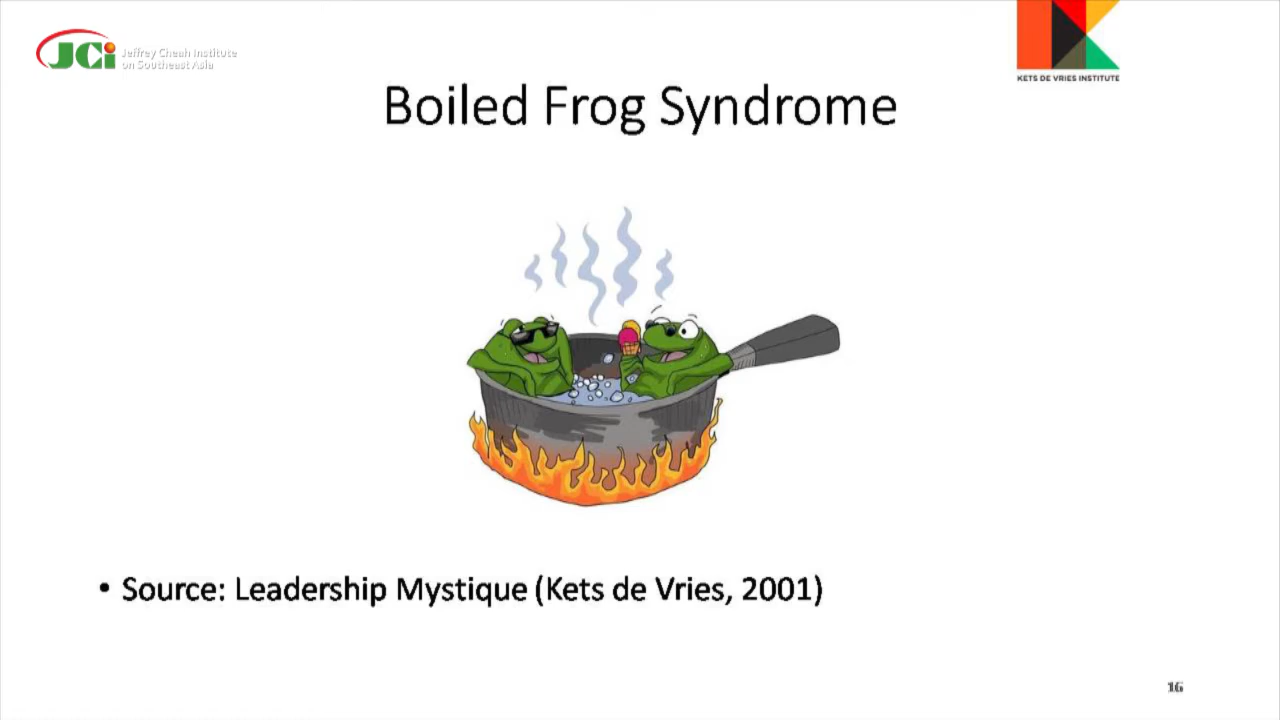 JCi Jeffrey Cheah Institute
on Southeast Asia
KETS DE VRIES INSTITUTE
Boiled Frog Syndrome
• Source: Leadership Mystique (Kets de Vries, 2001)
16